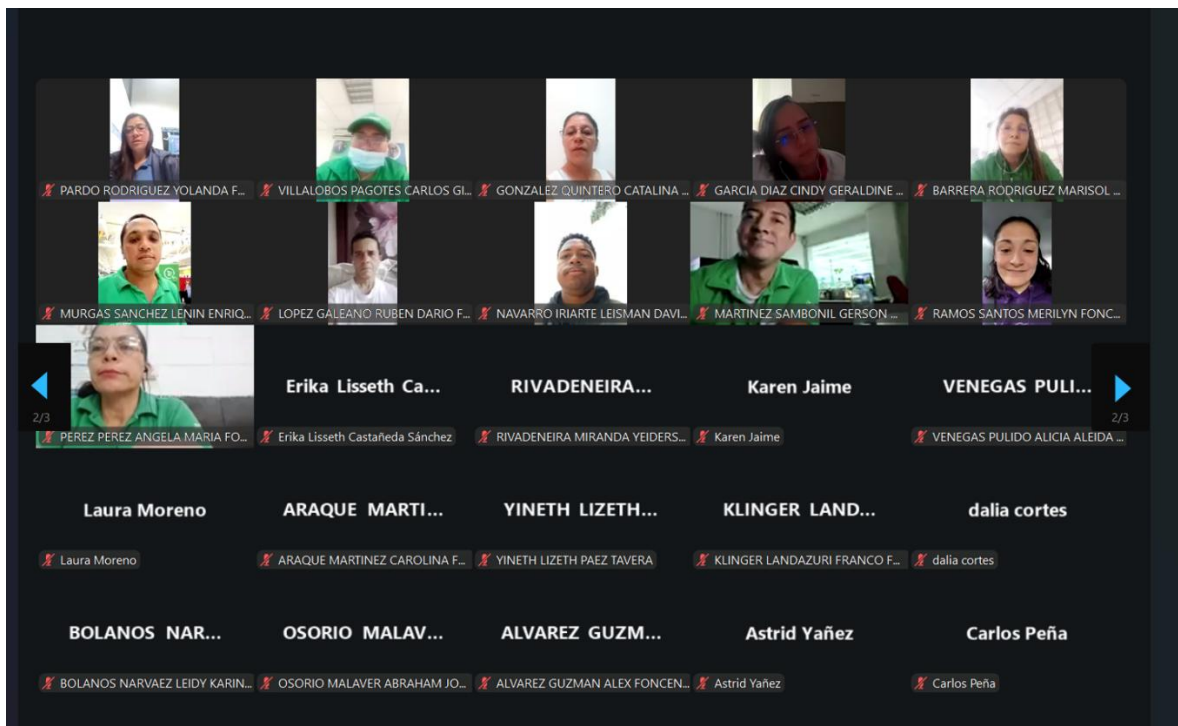 PARDO RODRIGUEZ YOLANDA F...
VILLALOBOS PAGOTES CARLOS GI...
GONZALEZ QUINTERO CATALINA ...
GARCIA DIAZ CINDY GERALDINE ...
BARRERA RODRIGUEZ MARISOL ...
MURGAS SANCHEZ LENIN ENRIQ...
LOPEZ GALEANO RUBEN DARIO F...
NAVARRO IRIARTE LEISMAN DAVI...
MARTINEZ SAMBONIL GERSON ...
RAMOS SANTOS MERILYN FONC...
2/3
PEREZ PEREZ ANGELA MARIA FO...
Erika Lisseth Ca...
Erika Lisseth Castañeda Sánchez
RIVADENEIRA...
RIVADENEIRA MIRANDA YEIDERS...
Karen Jaime
Karen Jaime
VENEGAS PULI...
VENEGAS PULIDO ALICIA ALEIDA ...
2/3
Laura Moreno
Laura Moreno
ARAQUE MARTI...
ARAQUE MARTINEZ CAROLINA F...
YINETH LIZETH...
YINETH LIZETH PAEZ TAVERA
KLINGER LAND...
KLINGER LANDAZURI FRANCO F...
dalia cortes
dalia cortes
BOLANOS NAR...
BOLANOS NARVAEZ LEIDY KARIN...
OSORIO MALAV...
OSORIO MALAVER ABRAHAM JO...
ALVAREZ GUZM...
ALVAREZ GUZMAN ALEX FONCEN...
Astrid Yañez
Astrid Yañez
Carlos Peña
Carlos Peña